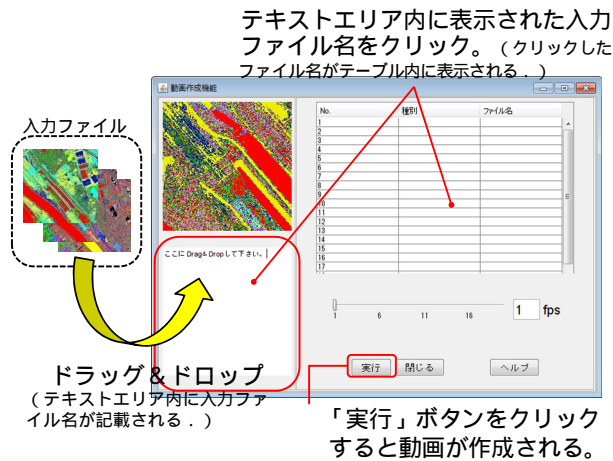 テキストエリア内に表示された入力
ファイル名をクリック。（クリックした
ファイル名がテーブル内に表示される．）
動画作成機能
入力ファイル
No. 種別 ファイル名
1
2
3
4
5
6
7
8
9
10
11
12
13
14
15
16
17
ここに Drag& Dropして下さい。
1 6 11 16
1 fps
実行 閉じる ヘルプ
ドラッグ＆ドロップ
（テキストエリア内に入力ファ
イル名が記載される．）
「実行」ボタンをクリック
すると動画が作成される。